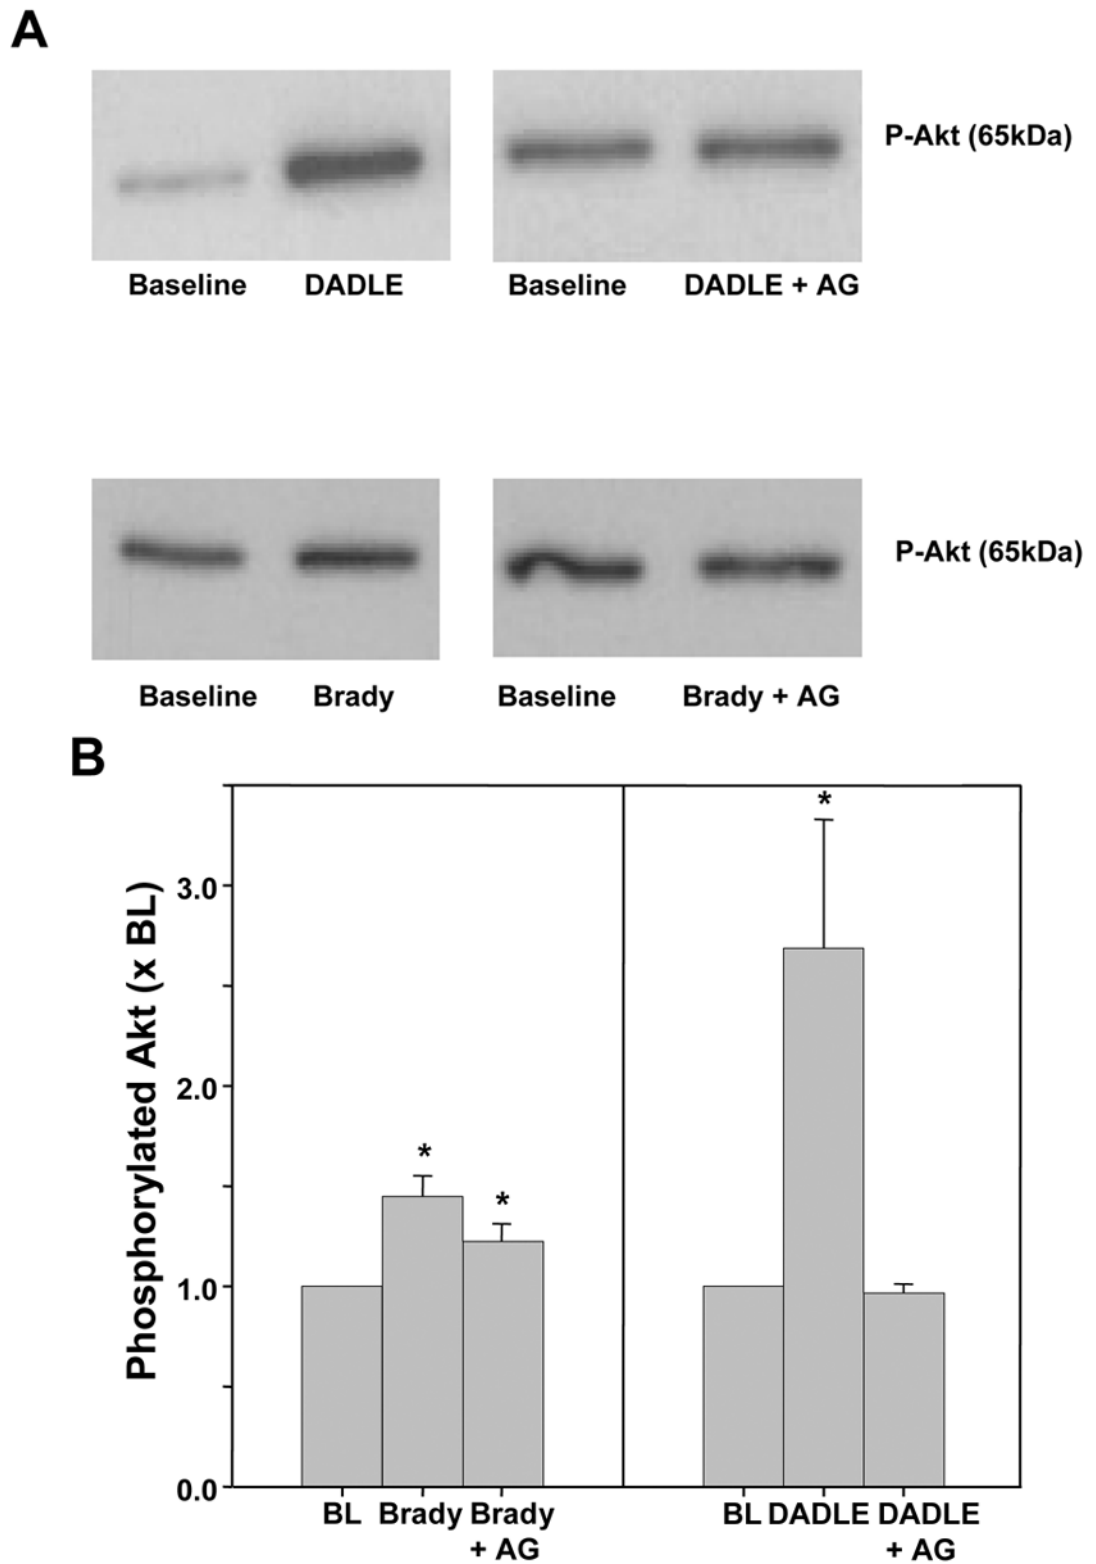 A
P-Akt (65kDa)
Baseline DADLE Baseline DADLE + AG
P-Akt (65kDa)
Baseline Brady Baseline Brady + AG
B
Phosphorylated Akt (x BL)
3.0
2.0
1.0
0.0
*
*
*
BL Brady Brady + AG
BL DADLE DADLE + AG